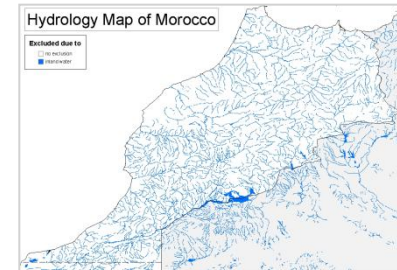 Hydrology Map of Morocco
Excluded due to
no exclusion
inlandwater